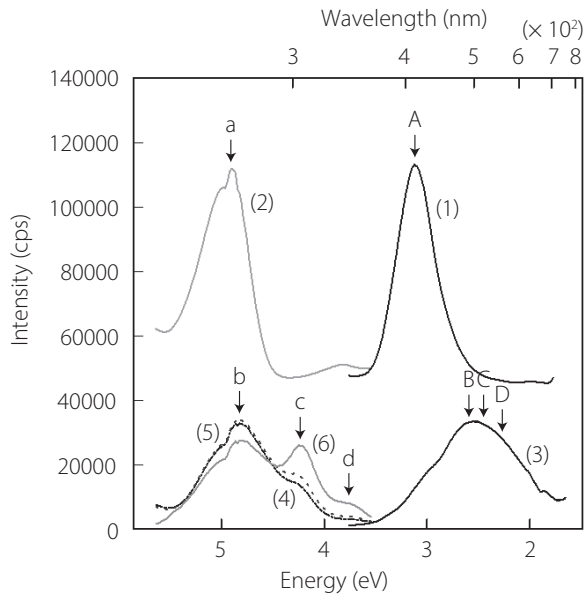 Wavelength (nm) (× 10²)
3 4 5 6 7 8
140000
120000
100000
80000
60000
40000
20000
0
Intensity (cps)
a
A
(2)
(1)
B C D
b
c
d
(5)
(6)
(4)
(3)
5 4 3 2
Energy (eV)